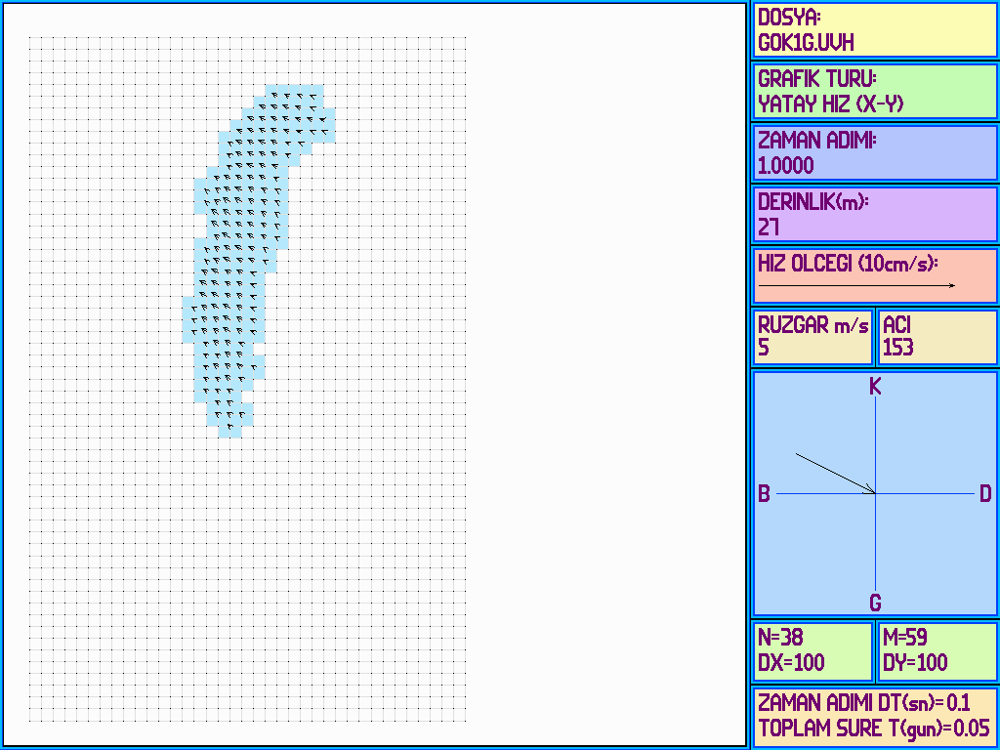 DOSYA:
GOK1G.UVH
GRAFIK TURU:
YATAY HIZ (X-Y)
ZAMAN ADIMI:
1.0000
DERINLIK(m):
27
HIZ OLCEGI (10cm/s):
RUZGAR m/s
5
ACI
153
K
B
D
G
N=38
DX=100
M=59
DY=100
ZAMAN ADIMI DT(sn)=0.1
TOPLAM SURE T(gun)=0.05